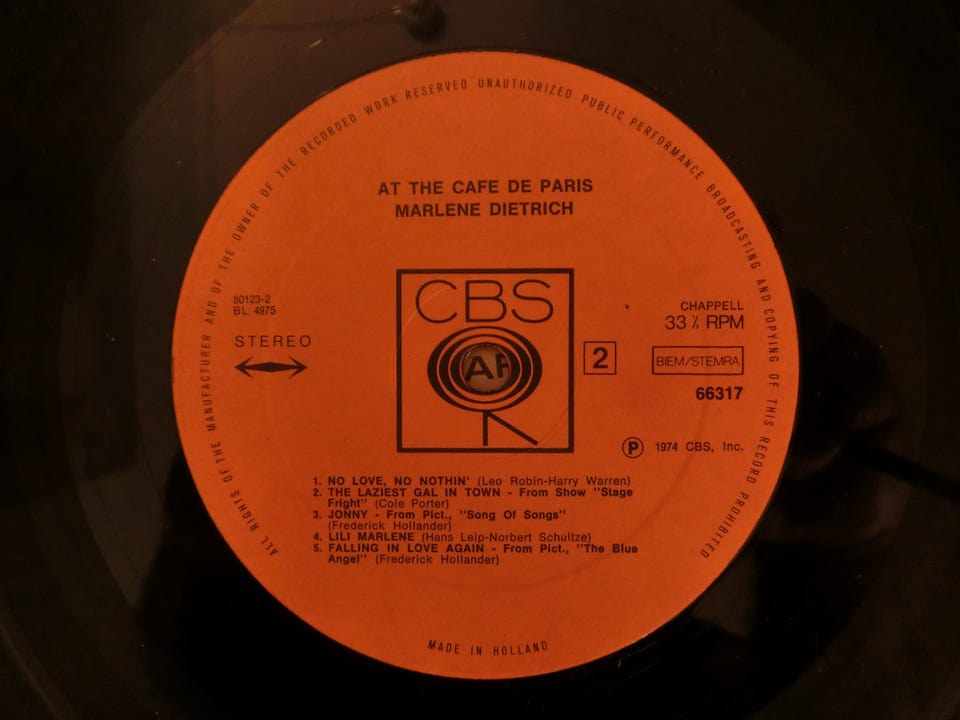 ALL RIGHTS OF THE MANUFACTURER AND OF THE OWNER OF THE RECORDED WORK RESERVED UNAUTHORIZED PUBLIC PERFORMANCE BROADCASTING AND COPYING OF THIS RECORD PROHIBITED
AT THE CAFE DE PARIS
MARLENE DIETRICH
CBS
80123-2
BL 4975
STEREO
2
CHAPPELL
33 ⅓ RPM
BIEM/STEMRA
66317
Ⓟ 1974 CBS, Inc.
1. NO LOVE, NO NOTHIN' (Leo Robin-Harry Warren)
2. THE LAZIEST GAL IN TOWN - From Show "Stage
Fright" (Cole Porter)
3. JONNY - From Pict., "Song Of Songs"
(Frederick Hollander)
4. LILI MARLENE (Hans Leip-Norbert Schultze)
5. FALLING IN LOVE AGAIN - From Pict., "The Blue
Angel" (Frederick Hollander)
MADE IN HOLLAND